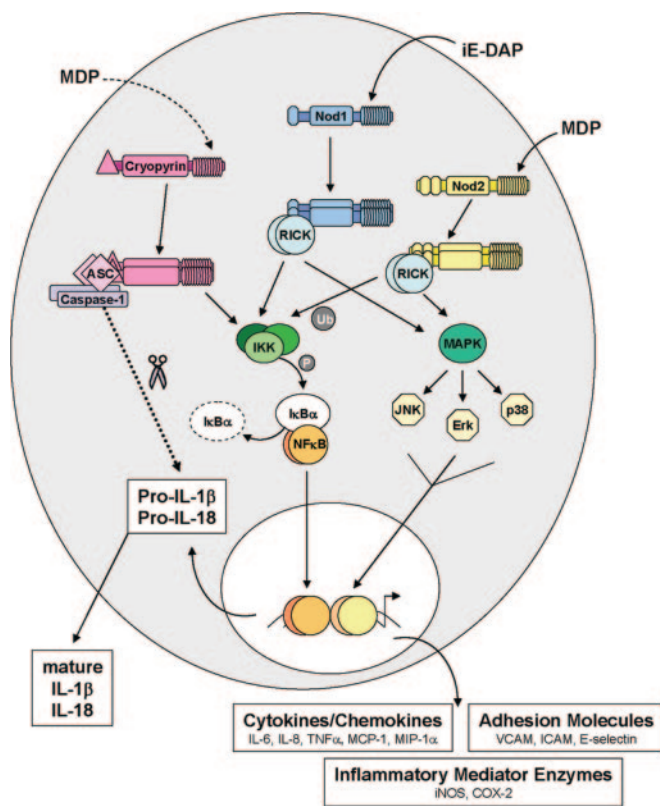 iE-DAP
MDP
Nod1
MDP
Cryopyrin
Nod2
RICK
RICK
ASC
Caspase-1
Ub
IKK
MAPK
P
JNK
Erk
p38
IκBα
IκBα
NFκB
Pro-IL-1β
Pro-IL-18
mature
IL-1β
IL-18
Cytokines/Chemokines
IL-6, IL-8, TNFα, MCP-1, MIP-1α
Adhesion Molecules
VCAM, ICAM, E-selectin
Inflammatory Mediator Enzymes
iNOS, COX-2